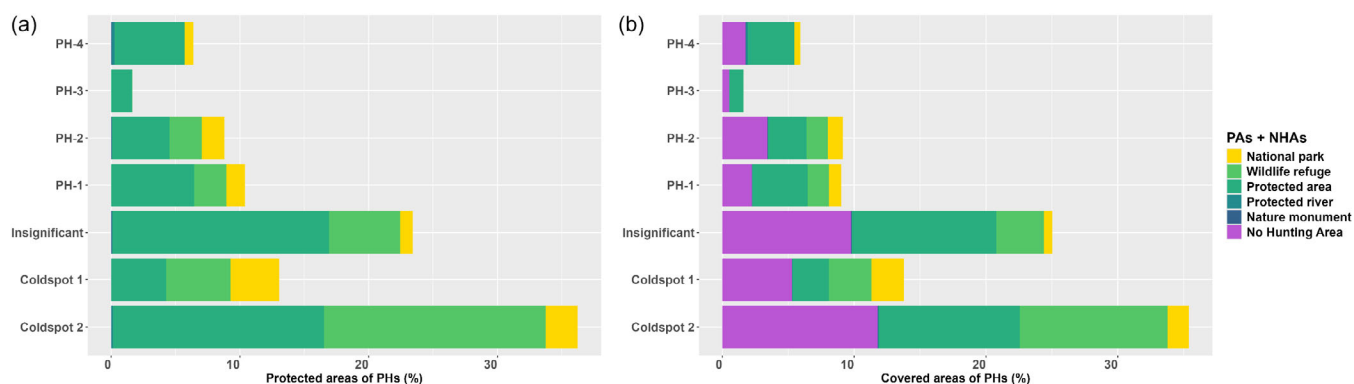 (a)
PH-4
PH-3
PH-2
PH-1
Insignificant
Coldspot 1
Coldspot 2
0 10 20 30
Protected areas of PHs (%)
(b)
PH-4
PH-3
PH-2
PH-1
Insignificant
Coldspot 1
Coldspot 2
0 10 20 30
Covered areas of PHs (%)
PAs + NHAs
National park
Wildlife refuge
Protected area
Protected river
Nature monument
No Hunting Area